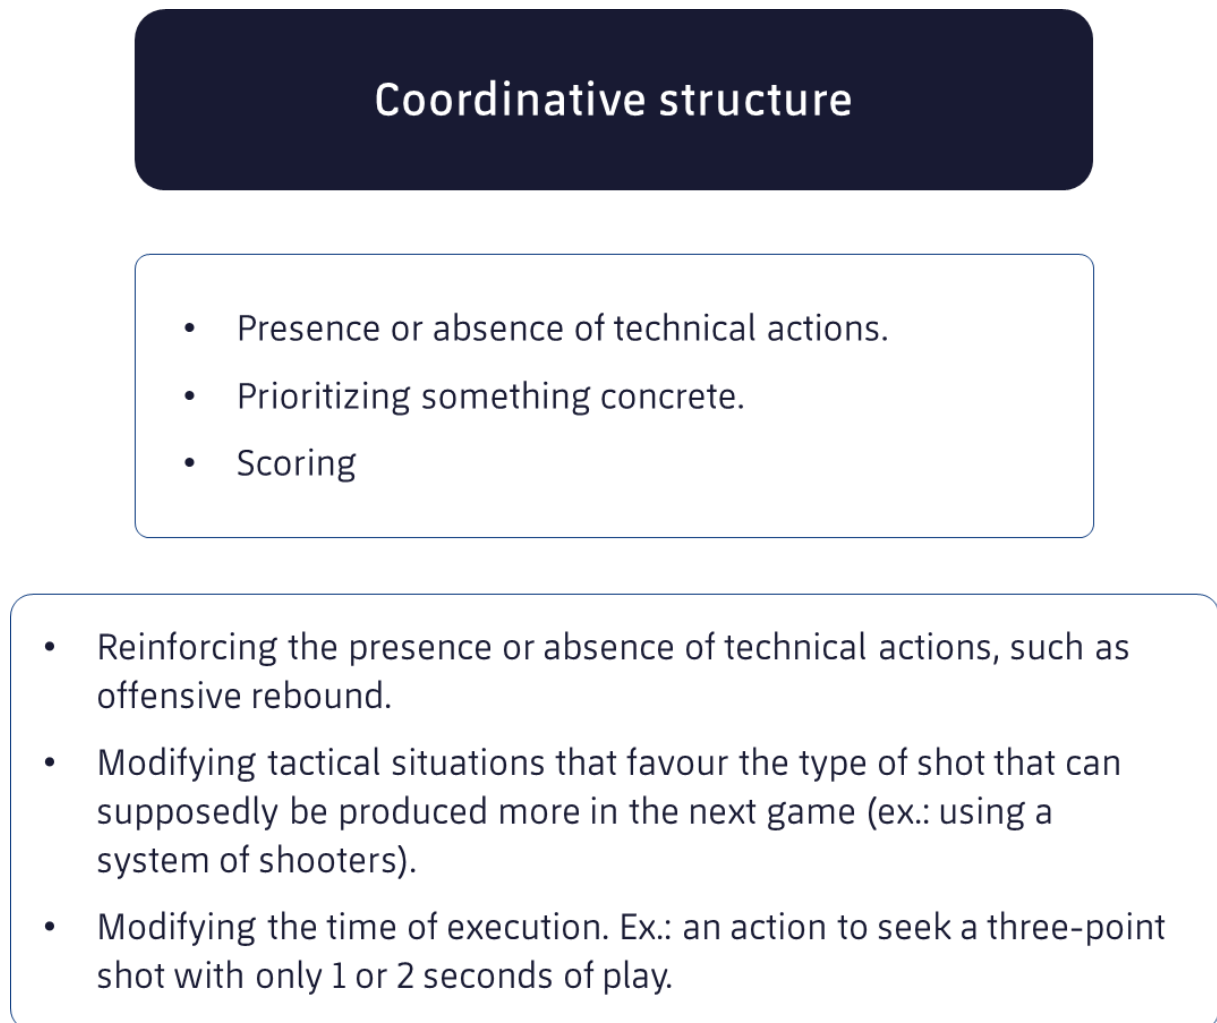 Coordinative structure
• Presence or absence of technical actions.
• Prioritizing something concrete.
• Scoring
• Reinforcing the presence or absence of technical actions, such as
offensive rebound.
• Modifying tactical situations that favour the type of shot that can
supposedly be produced more in the next game (ex.: using a
system of shooters).
• Modifying the time of execution. Ex.: an action to seek a three-point
shot with only 1 or 2 seconds of play.